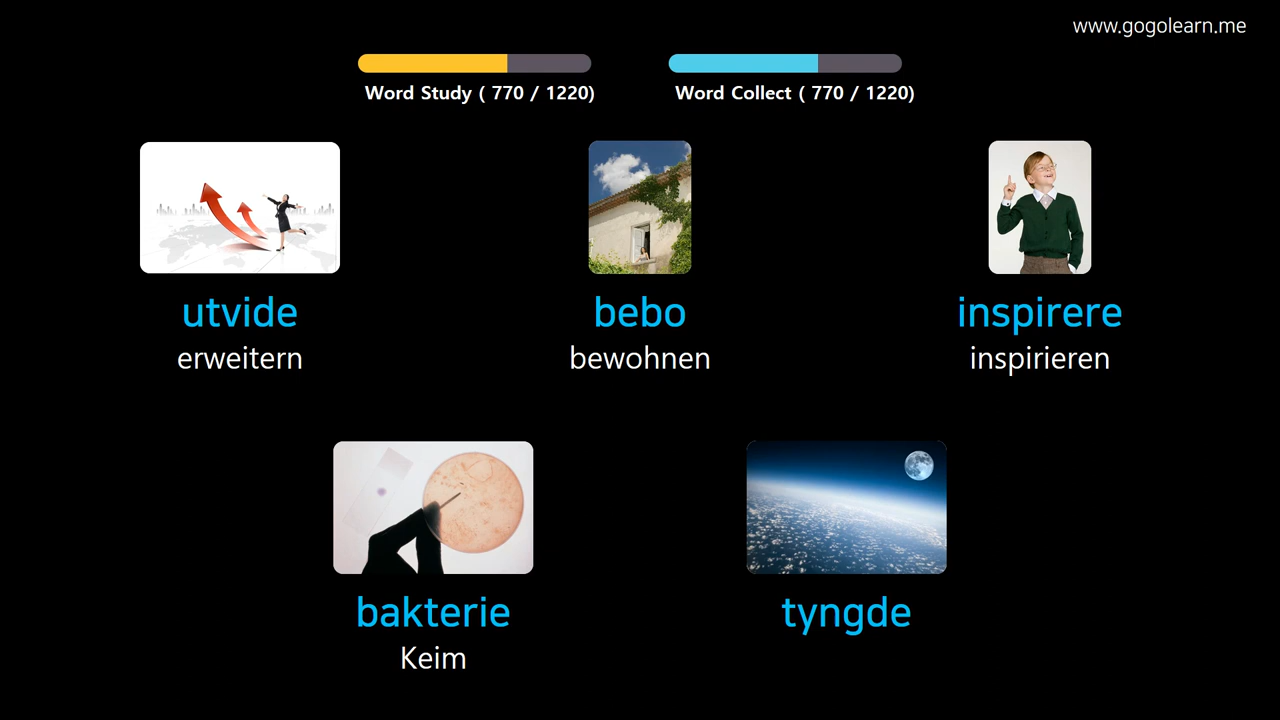 www.gogolearn.me
Word Study ( 770 / 1220)
Word Collect ( 770 / 1220)
utvide
erweitern
bebo
bewohnen
inspirere
inspirieren
bakterie
Keim
tyngde